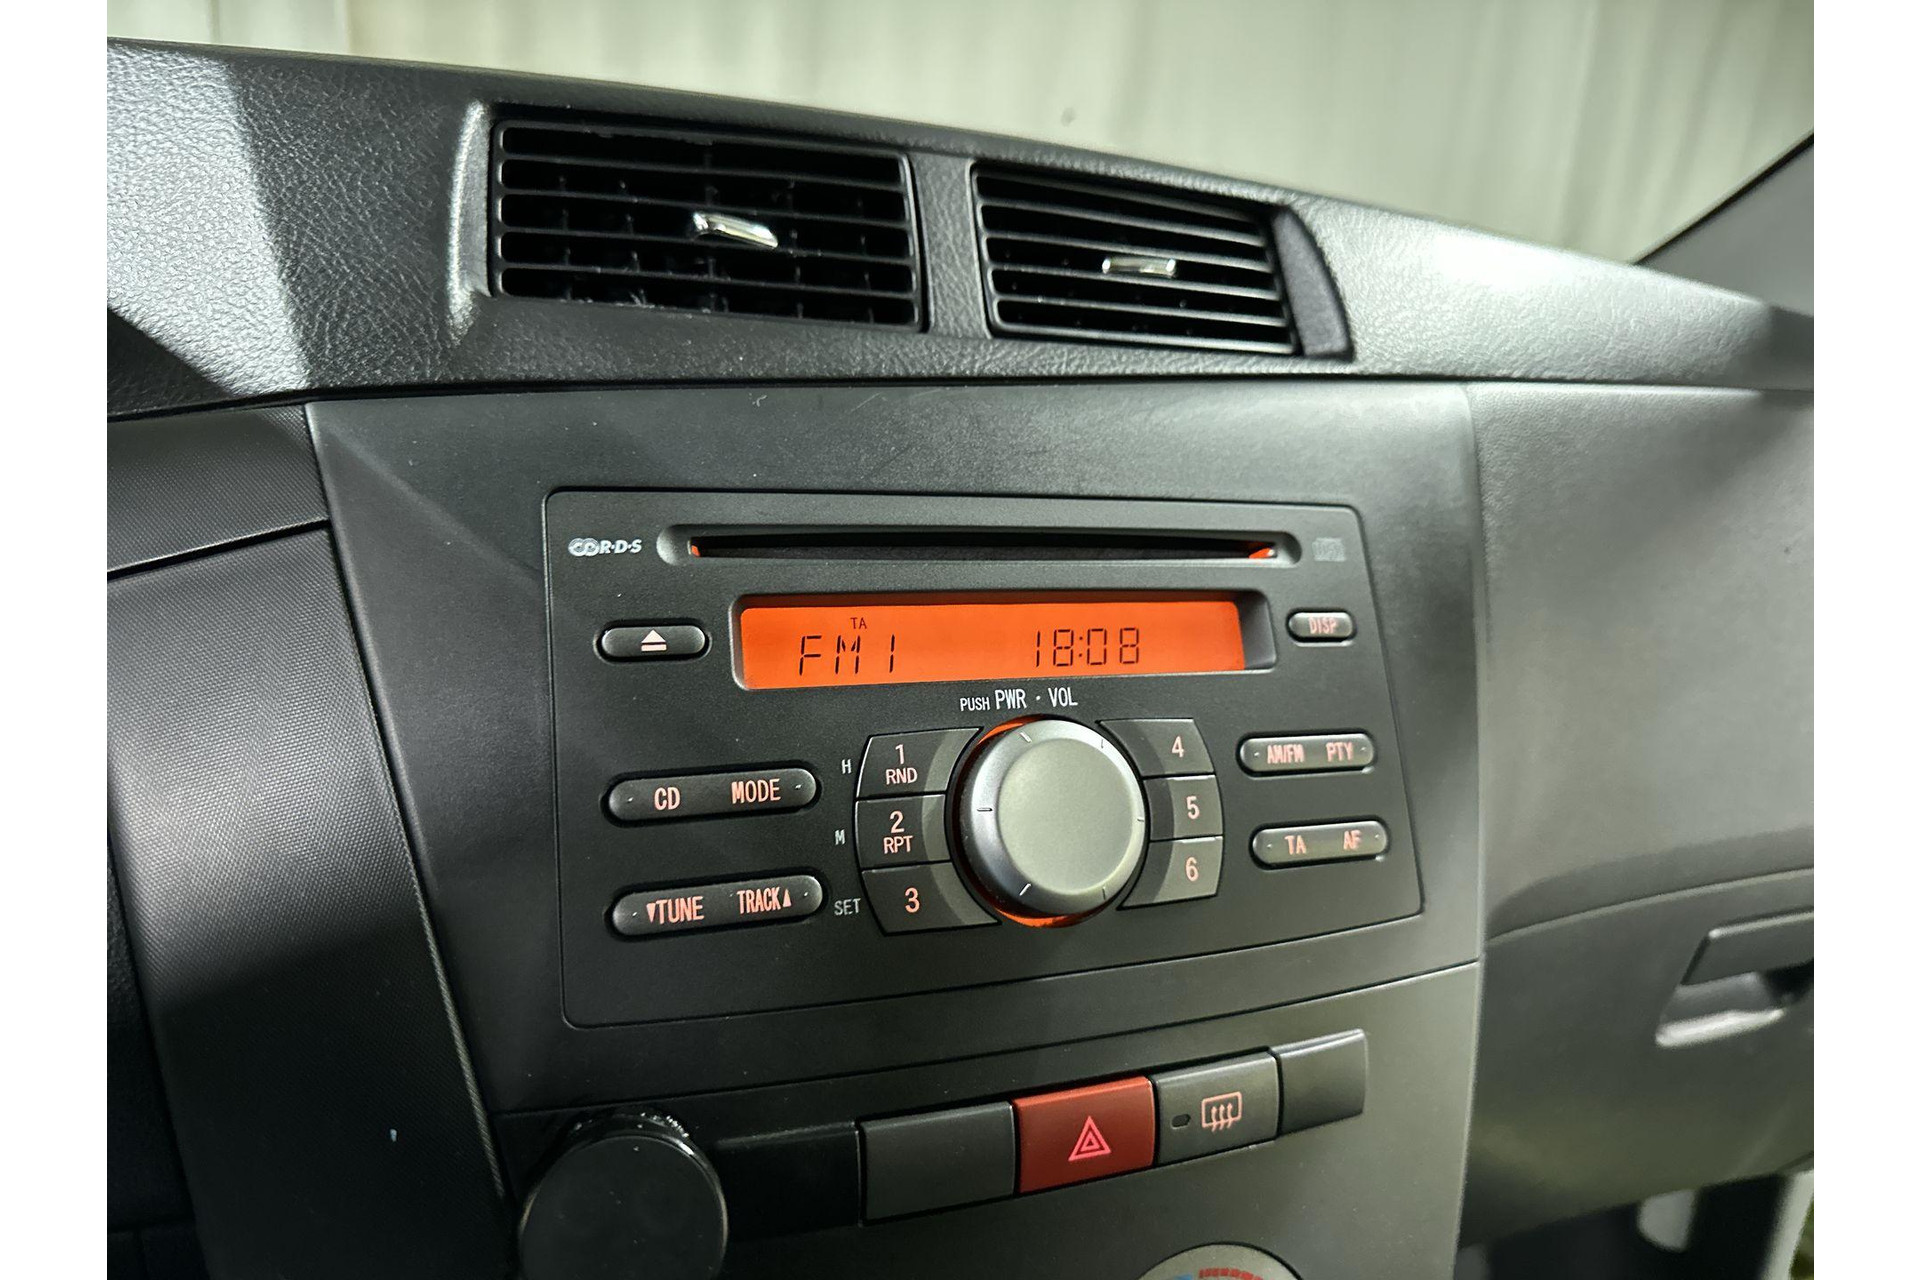 CD R·D·S
TA
FM1 18:08
DISP
PUSH PWR · VOL
1
RND
H
2
RPT
M
3
SET
4
5
6
CD MODE
▼TUNE TRACK▲
AM/FM PTY
TA AF